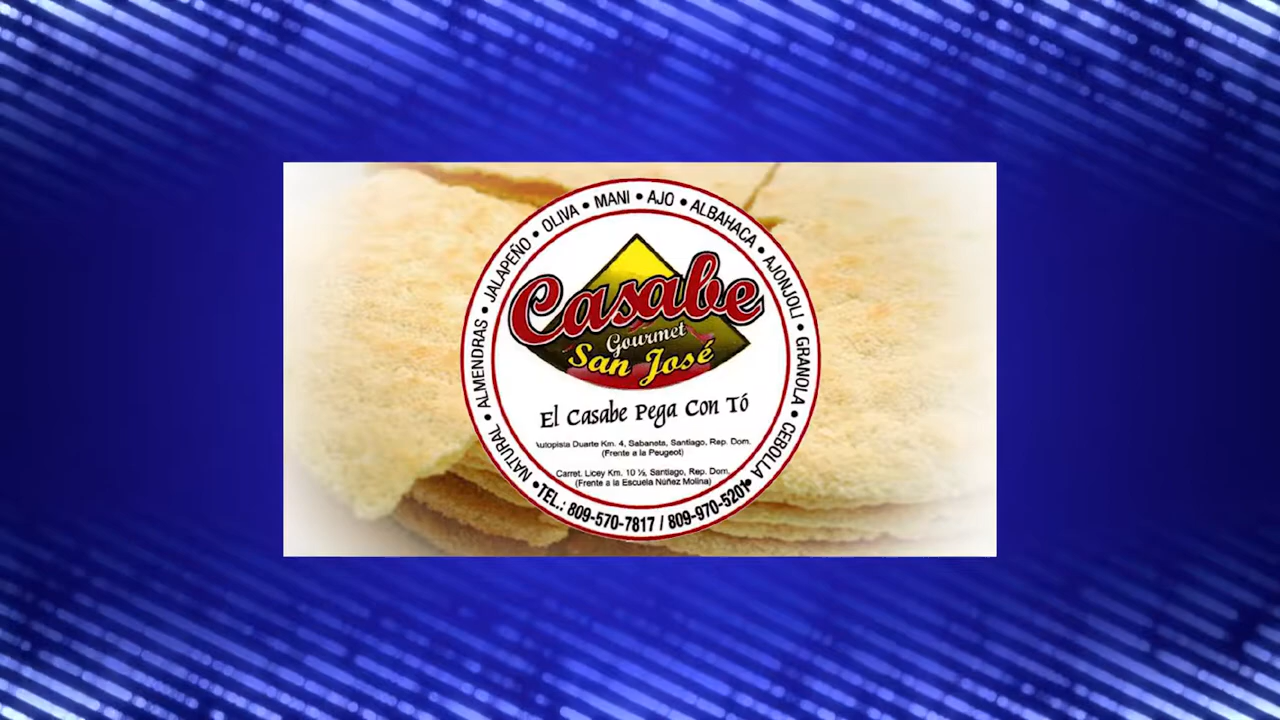 NATURAL • ALMENDRAS • JALAPEÑO • OLIVA • MANI • AJO • ALBAHACA • AJONJOLI • GRANOLA • CEBOLLA
Casabe
Gourmet
San José
El Casabe Pega Con Tó
Autopista Duarte Km. 4, Sabaneta, Santiago, Rep. Dom.
(Frente a la Peugeot)
Carret. Licey Km. 10 ½, Santiago, Rep. Dom.
(Frente a la Escuela Núñez Molina)
•TEL.: 809-570-7817 / 809-970-5201•